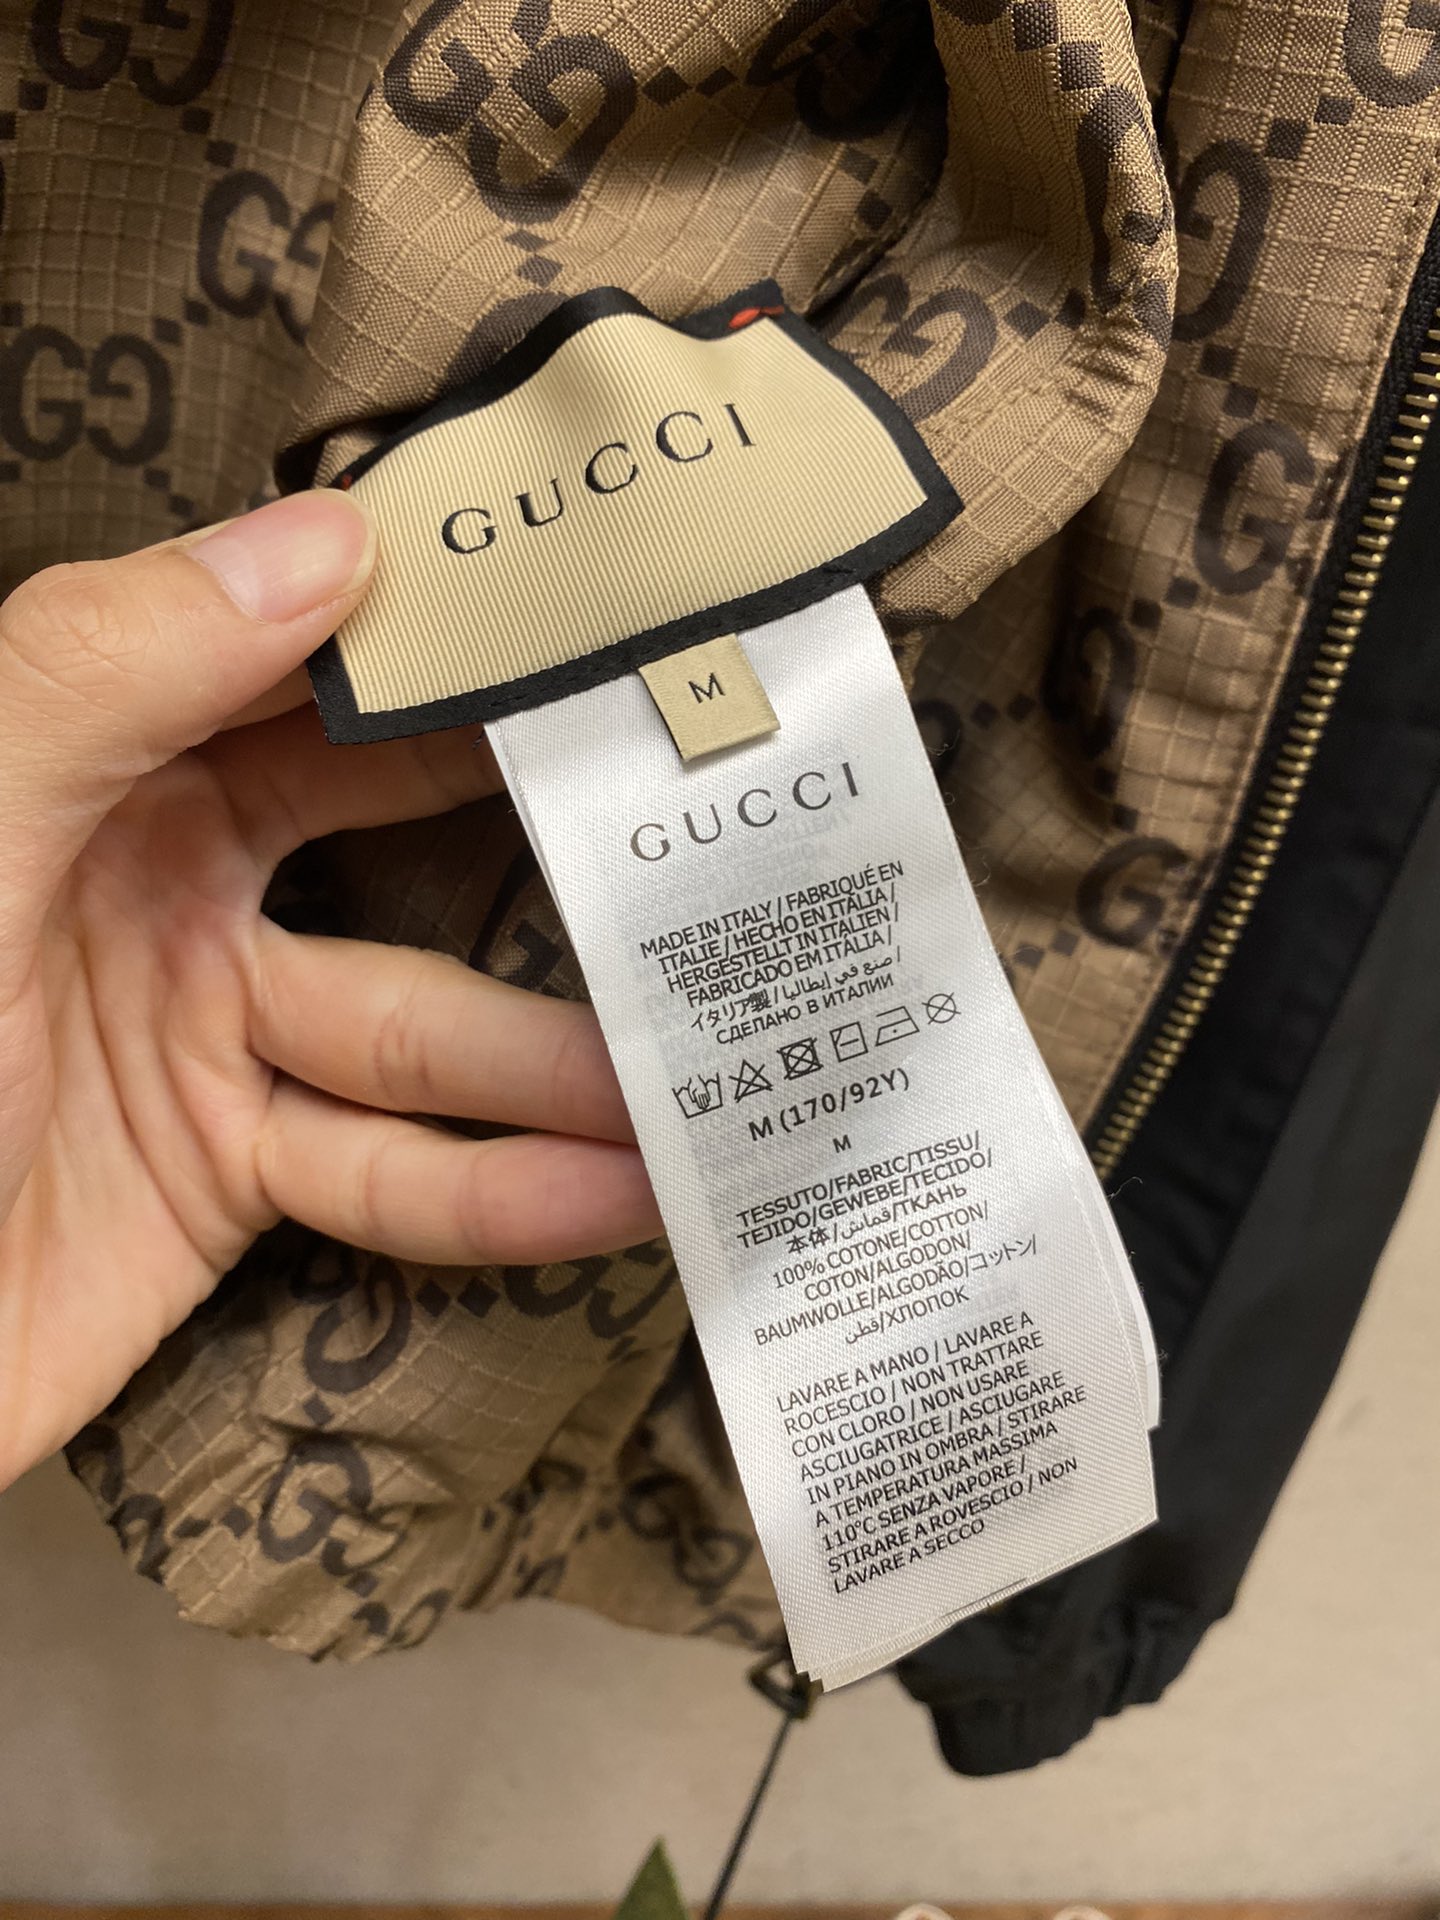 GUCCI
M
GUCCI
MADE IN ITALY / FABRIQUÉ EN
ITALIE / HECHO EN ITALIA /
HERGESTELLT IN ITALIEN /
FABRICADO EM ITÁLIA /
イタリア製 / صنع في إيطاليا /
СДЕЛАНО В ИТАЛИИ
M (170/92Y)
M
TESSUTO/FABRIC/TISSU/
TEJIDO/GEWEBE/TECIDO/
本体/قماش/ТКАНЬ
100% COTONE/COTTON/
COTON/ALGODON/
BAUMWOLLE/ALGODÃO/コットン/
قطن/ХЛОПОК
LAVARE A MANO / LAVARE A
ROCESCIO / NON TRATTARE
CON CLORO / NON USARE
ASCIUGATRICE / ASCIUGARE
IN PIANO IN OMBRA / STIRARE
A TEMPERATURA MASSIMA
110°C SENZA VAPORE /
STIRARE A ROVESCIO / NON
LAVARE A SECCO